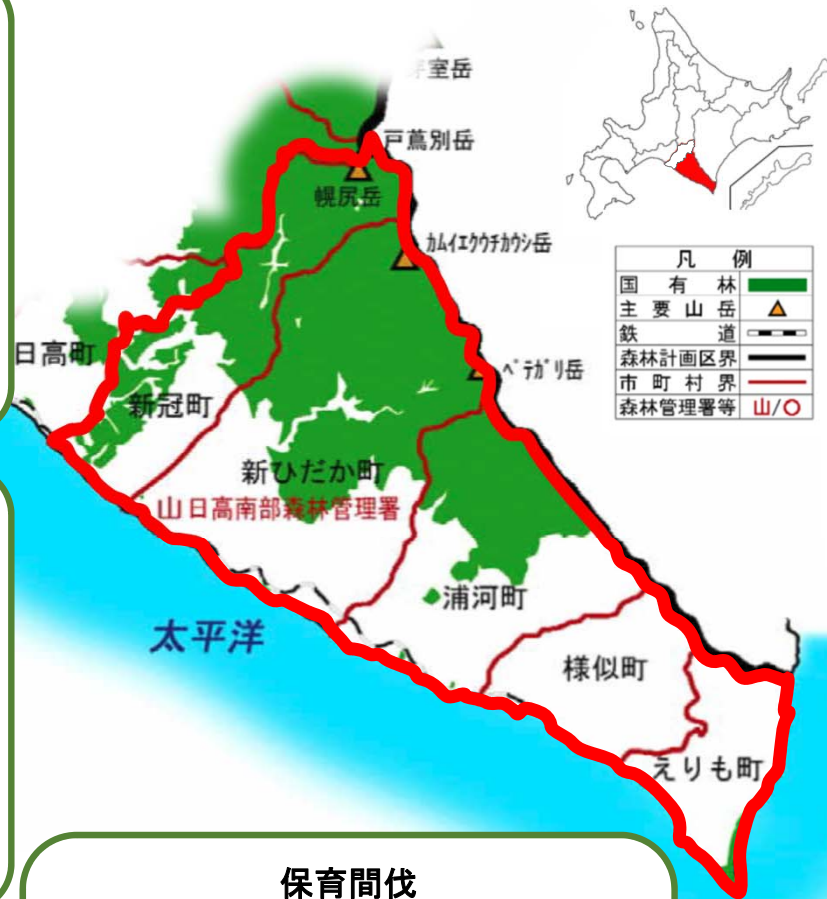 室岳
戸蔦別岳
幌尻岳
カムイエクウチカウシ岳
凡 例
国有林
主要山岳
鉄道
森林計画区界
市町村界
森林管理署等 山/○
日高町
ペテガリ岳
新冠町
新ひだか町
山日高南部森林管理署
浦河町
太平洋
様似町
えりも町
保育間伐